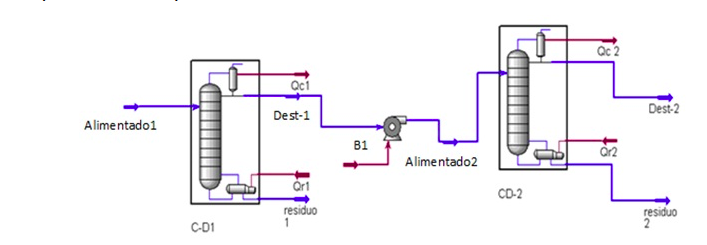 Qc 2
Qc1
Dest-2
Dest-1
Alimentado1
B1
Alimentado2
Qr2
Qr1
CD-2
residuo
1
residuo
2
C-D1